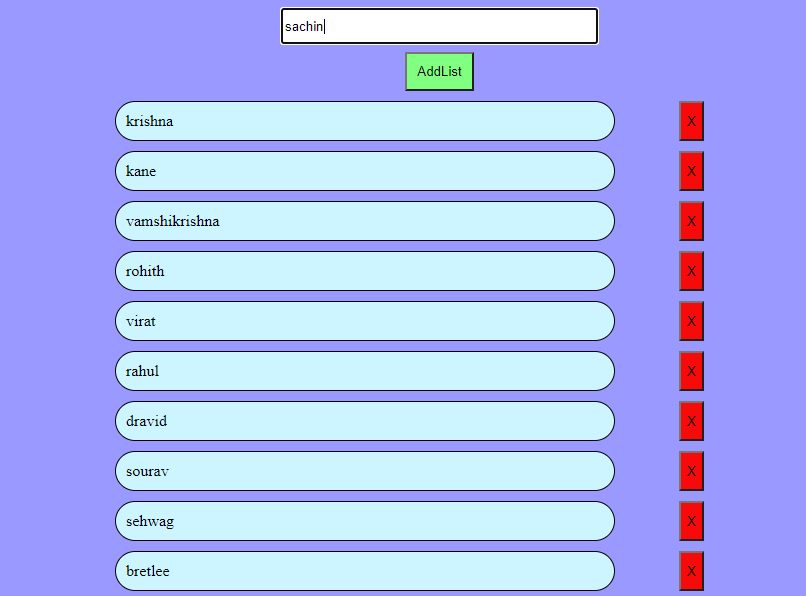 sachin
AddList
krishna X
kane X
vamshikrishna X
rohith X
virat X
rahul X
dravid X
sourav X
sehwag X
bretlee X